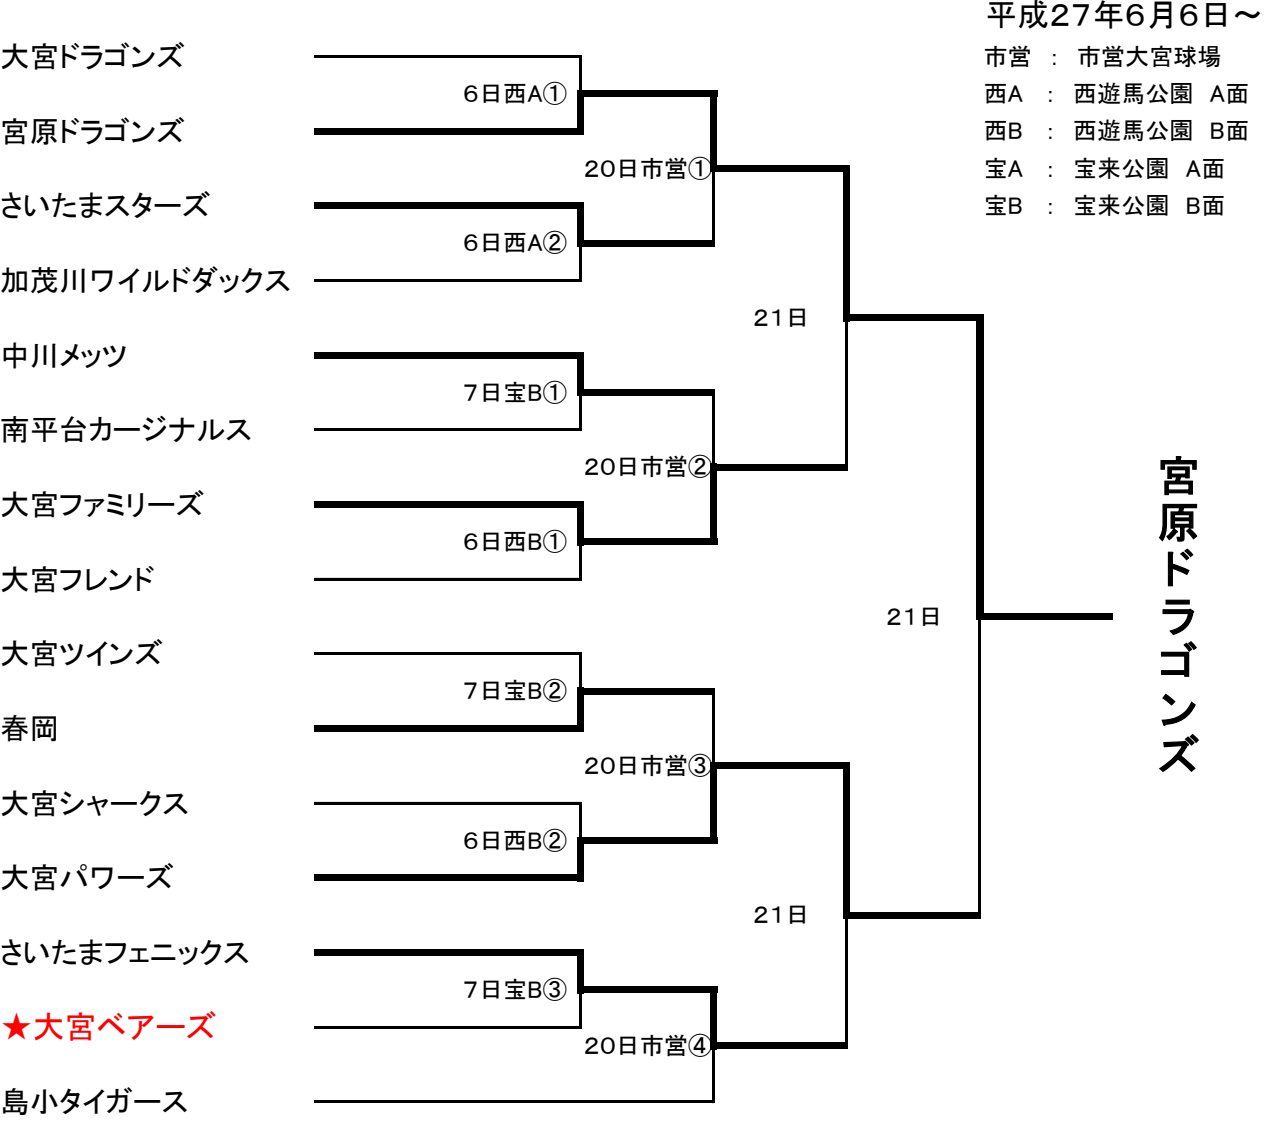 平成27年6月6日～
市営 ： 市営大宮球場
西A ： 西遊馬公園 A面
西B ： 西遊馬公園 B面
宝A ： 宝来公園 A面
宝B ： 宝来公園 B面
大宮ドラゴンズ
6日西A①
宮原ドラゴンズ
20日市営①
さいたまスターズ
6日西A②
加茂川ワイルドダックス
21日
中川メッツ
7日宝B①
南平台カージナルス
20日市営②
大宮ファミリーズ
6日西B①
大宮フレンド
21日
宮原ドラゴンズ
大宮ツインズ
7日宝B②
春岡
20日市営③
大宮シャークス
6日西B②
大宮パワーズ
21日
さいたまフェニックス
7日宝B③
★大宮ベアーズ
20日市営④
島小タイガース